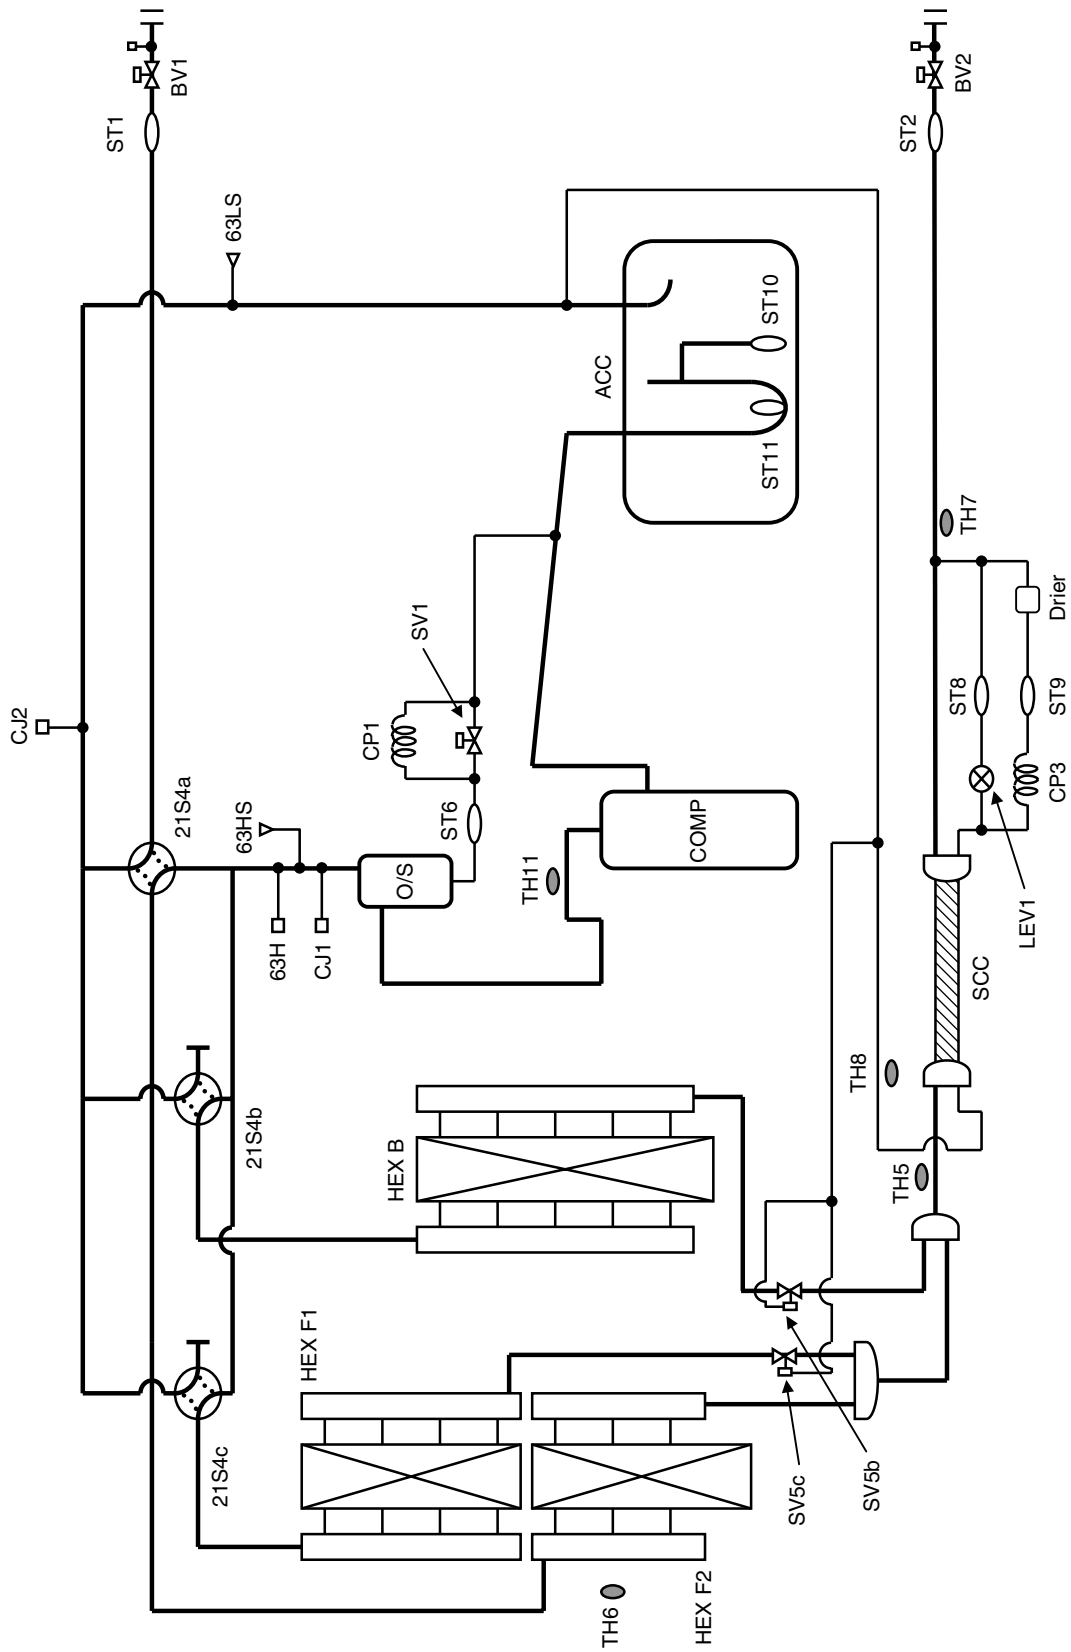 BV1
ST1
BV2
ST2
63LS
ST10
ACC
ST11
TH7
CJ2
SV1
CP1
Drier
ST8
ST9
21S4a
63HS
ST6
COMP
CP3
TH11
O/S
63H
CJ1
LEV1
SCC
TH8
21S4b
HEX B
TH5
HEX F1
21S4c
SV5c
SV5b
TH6
HEX F2